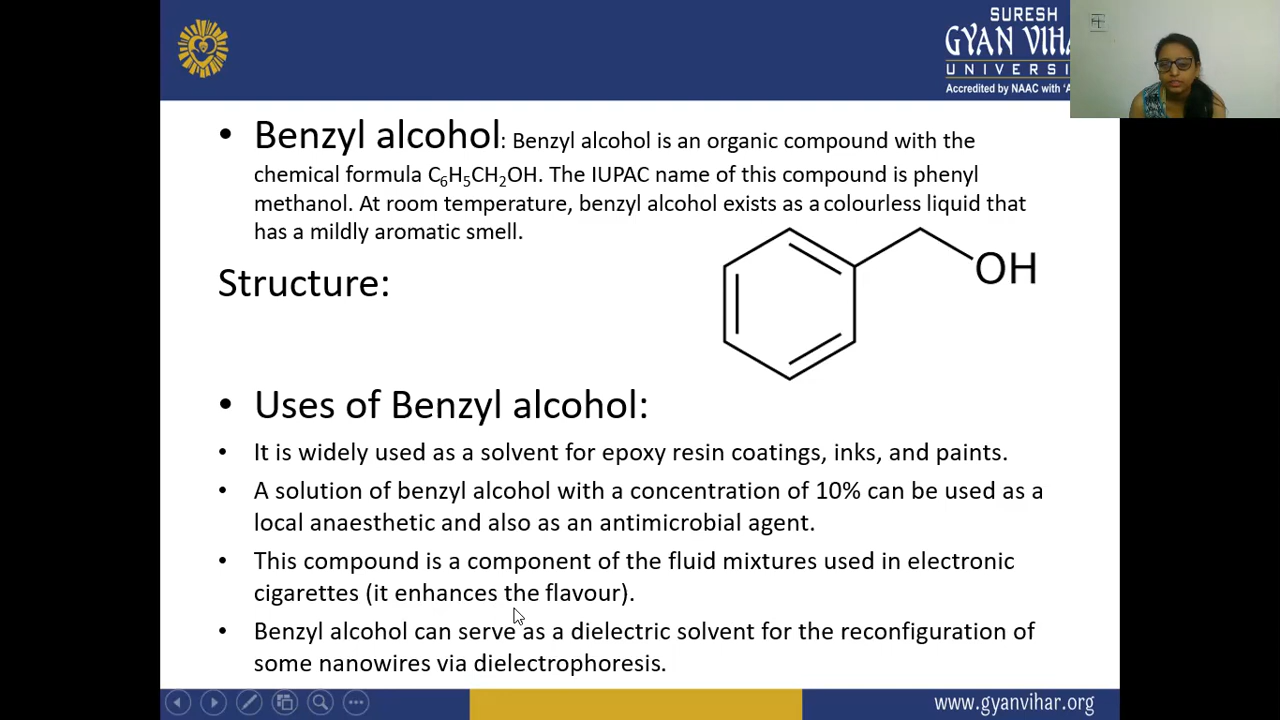 SURESH
GYAN VIHA
UNIVERSI
Accredited by NAAC with 'A
• Benzyl alcohol: Benzyl alcohol is an organic compound with the
chemical formula C₆H₅CH₂OH. The IUPAC name of this compound is phenyl
methanol. At room temperature, benzyl alcohol exists as a colourless liquid that
has a mildly aromatic smell.
Structure:
OH
• Uses of Benzyl alcohol:
• It is widely used as a solvent for epoxy resin coatings, inks, and paints.
• A solution of benzyl alcohol with a concentration of 10% can be used as a
local anaesthetic and also as an antimicrobial agent.
• This compound is a component of the fluid mixtures used in electronic
cigarettes (it enhances the flavour).
• Benzyl alcohol can serve as a dielectric solvent for the reconfiguration of
some nanowires via dielectrophoresis.
www.gyanvihar.org